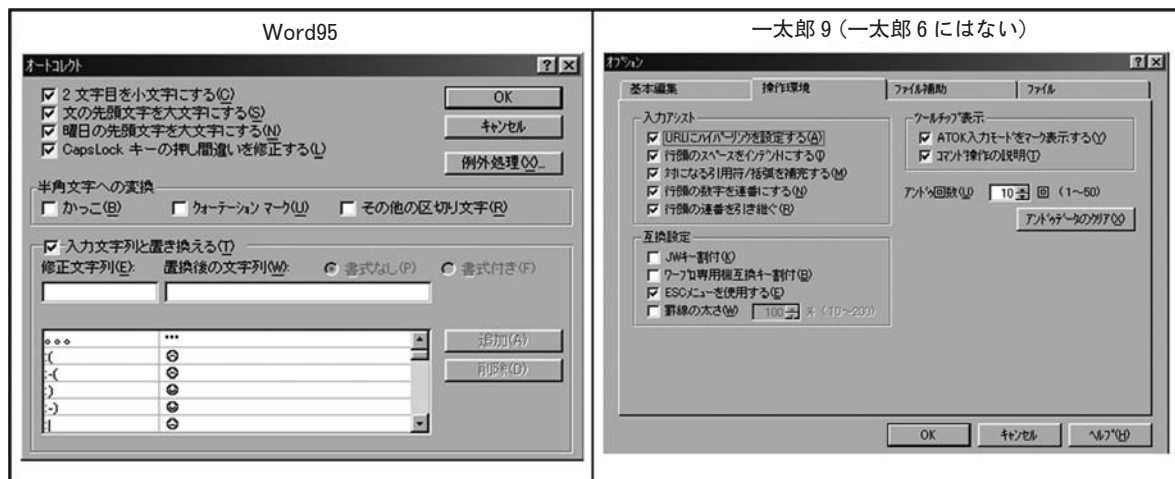 Word95
オートコレクト
2 文字目を小文字にする(C)
文の先頭文字を大文字にする(S)
曜日の先頭文字を大文字にする(N)
CapsLock キーの押し間違いを修正する(L)
OK
キャンセル
例外処理(X)...
半角文字への変換
かっこ(B)
クォーテーション マーク(U)
その他の区切り文字(R)
入力文字列と置き換える(T)
修正文字列(E):
置換後の文字列(W):
書式なし(P)
書式付き(F)
。。。 …
:( ☹
:-( ☹
:) ☺
:-) ☺
:| 😐
追加(A)
削除(D)
一太郎 9（一太郎 6 にはない）
オプション
基本編集
操作環境
ファイル補助
ファイル
入力アシスト
URLにハイパーリンクを設定する(A)
行頭のスペースをインデントにする(I)
対になる引用符/括弧を補充する(M)
行頭の数字を連番にする(N)
行頭の連番を引き継ぐ(R)
互換設定
JWキー割付(K)
ワープロ専用機互換キー割付(B)
ESCメニューを使用する(E)
罫線の太さ(W) 100 % (10～200)
ツールチップ表示
ATOK入力モードをマーク表示する(Y)
コマンド操作の説明(T)
アンドゥ回数(U) 10 回 (1～50)
アンドゥデータのクリア(X)
OK
キャンセル
ヘルプ(H)